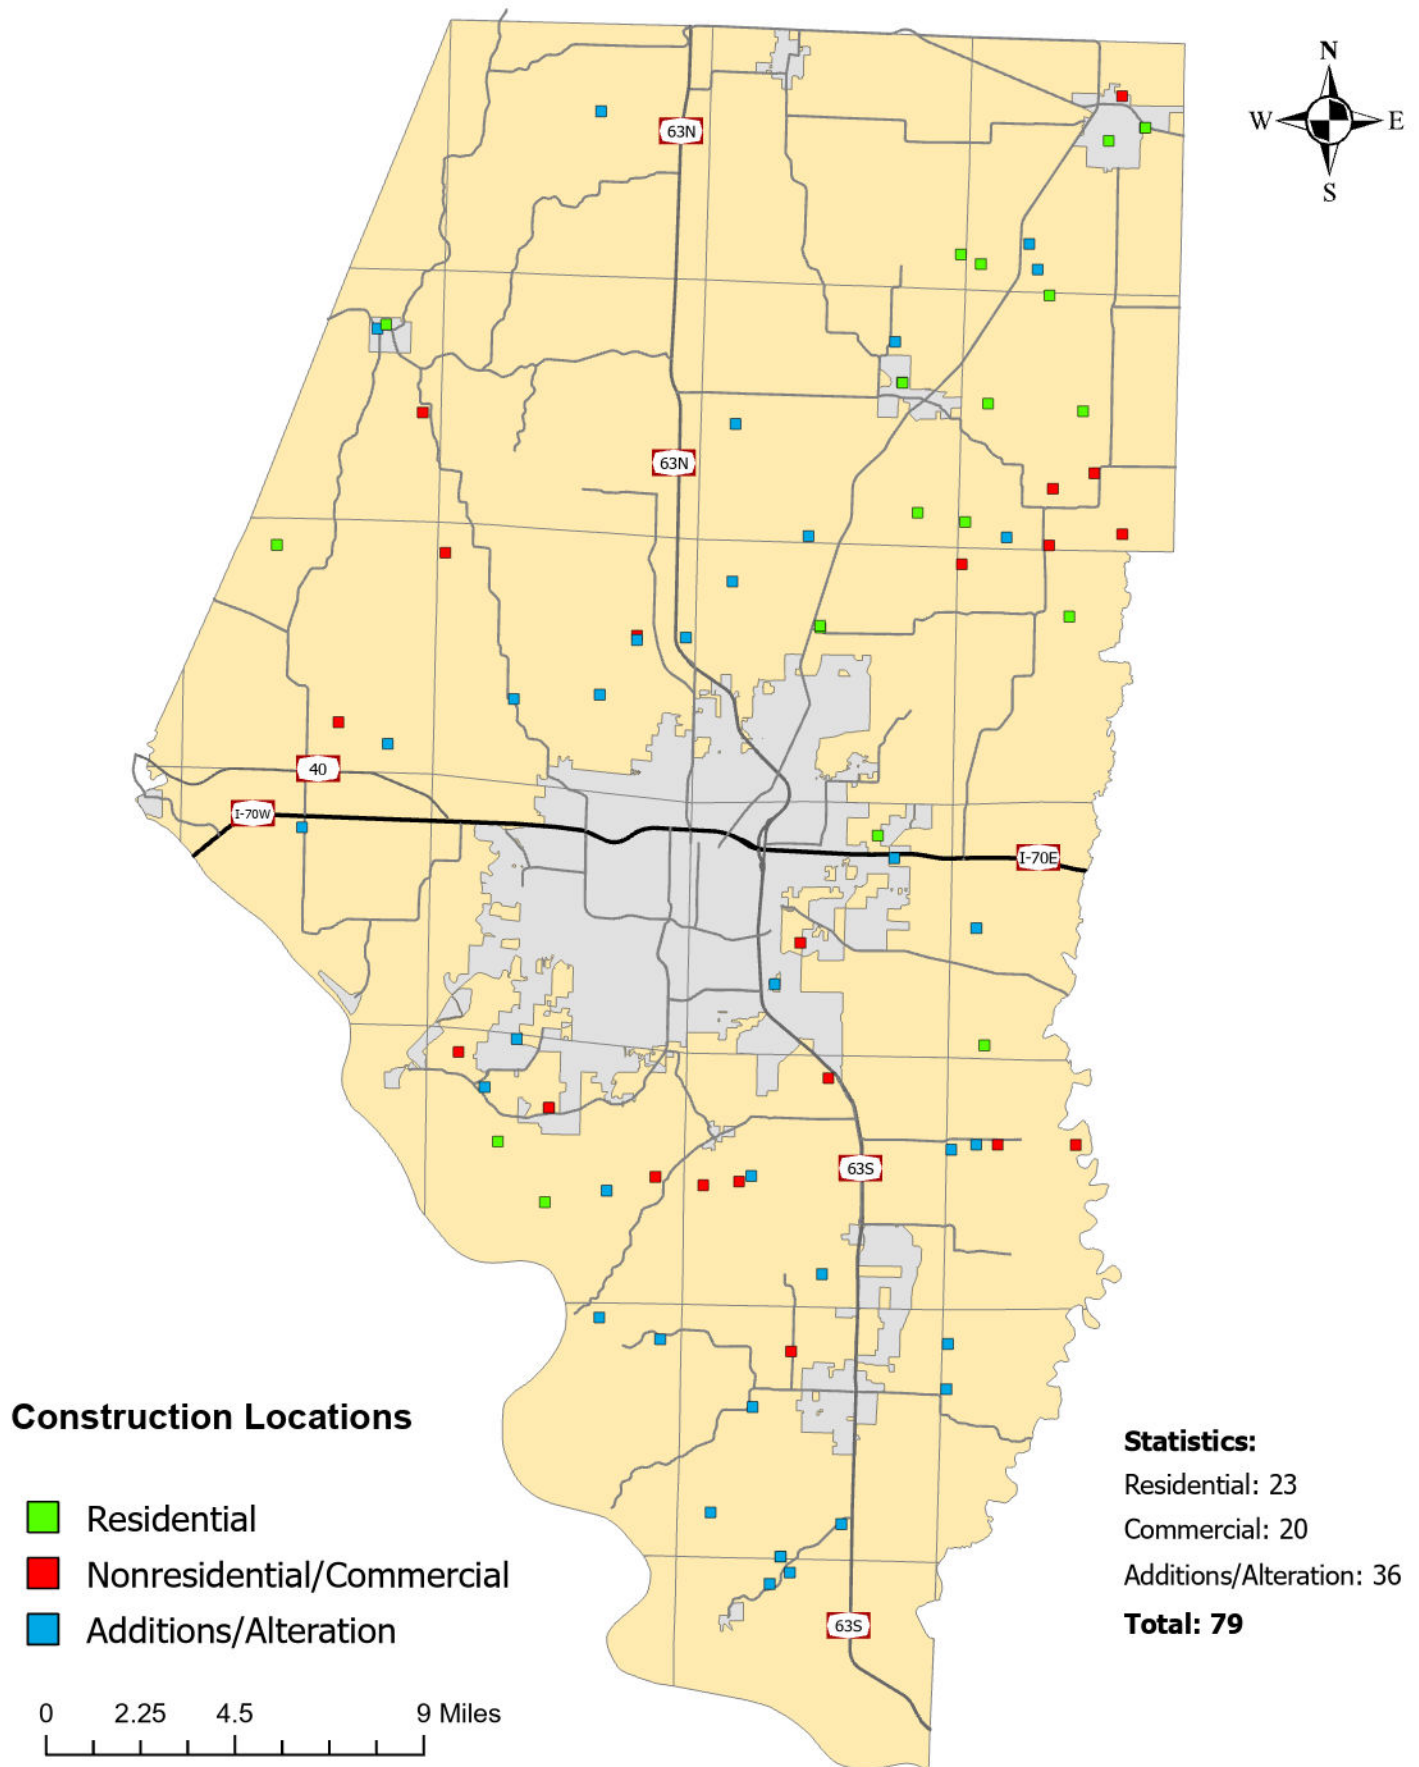 N
W E
S
63N
63N
40
I-70W
I-70E
63S
63S
Construction Locations
Residential
Nonresidential/Commercial
Additions/Alteration
0 2.25 4.5 9 Miles
Statistics:
Residential: 23
Commercial: 20
Additions/Alteration: 36
Total: 79